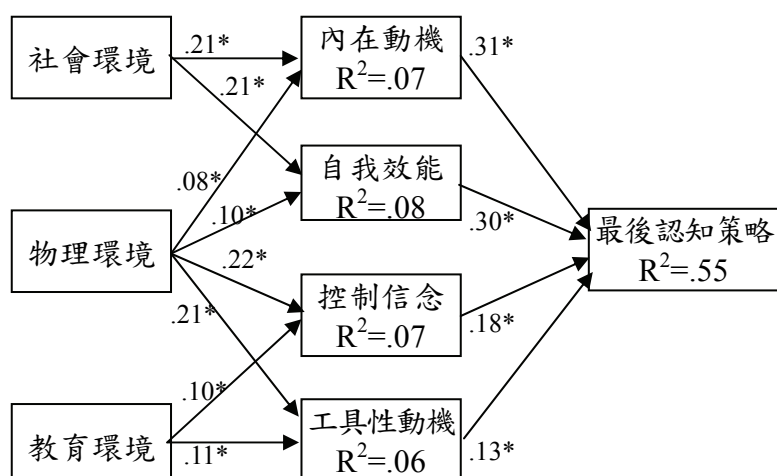 社會環境
.21*
.21*
內在動機
R²=.07
.31*
.08*
.10*
自我效能
R²=.08
.30*
物理環境
.22*
.21*
控制信念
R²=.07
.18*
最後認知策略
R²=.55
.10*
教育環境
.11*
工具性動機
R²=.06
.13*